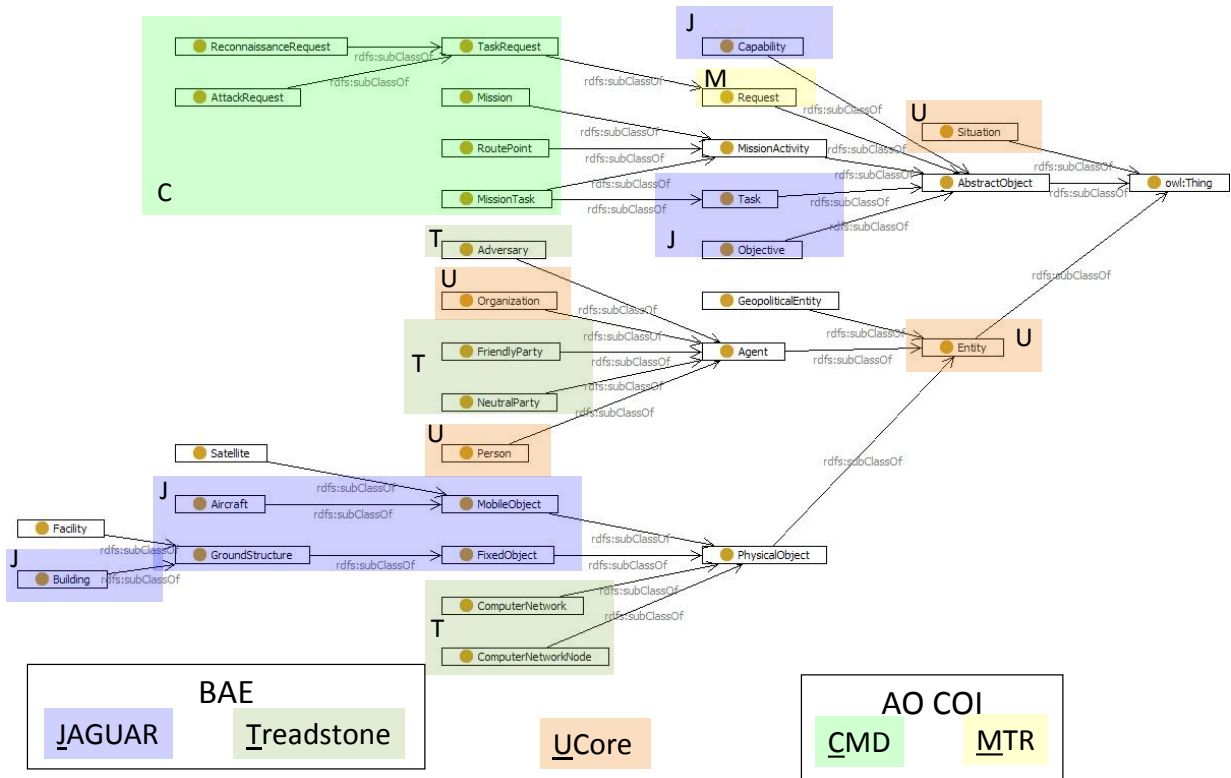 J
ReconnaissanceRequest
rdfs:subClassOf
TaskRequest
Capability
AttackRequest
rdfs:subClassOf
rdfs:subClassOf
M
Mission
Request
rdfs:subClassOf
U
Situation
rdfs:subClassOf
RoutePoint
rdfs:subClassOf
MissionActivity
rdfs:subClassOf
rdfs:subClassOf
rdfs:subClassOf
AbstractObject
rdfs:subClassOf
owl:Thing
C
MissionTask
rdfs:subClassOf
Task
rdfs:subClassOf
J
Objective
rdfs:subClassOf
T
Adversary
U
Organization
rdfs:subClassOf
GeopoliticalEntity
rdfs:subClassOf
T
FriendlyParty
rdfs:subClassOf
rdfs:subClassOf
Agent
rdfs:subClassOf
rdfs:subClassOf
Entity
U
NeutralParty
rdfs:subClassOf
rdfs:subClassOf
U
Person
Satellite
rdfs:subClassOf
rdfs:subClassOf
J
Aircraft
rdfs:subClassOf
MobileObject
Facility
rdfs:subClassOf
rdfs:subClassOf
J
GroundStructure
rdfs:subClassOf
FixedObject
rdfs:subClassOf
PhysicalObject
Building
rdfs:subClassOf
rdfs:subClassOf
ComputerNetwork
rdfs:subClassOf
T
ComputerNetworkNode
BAE
JAGUAR
Treadstone
UCore
AO COI
CMD
MTR